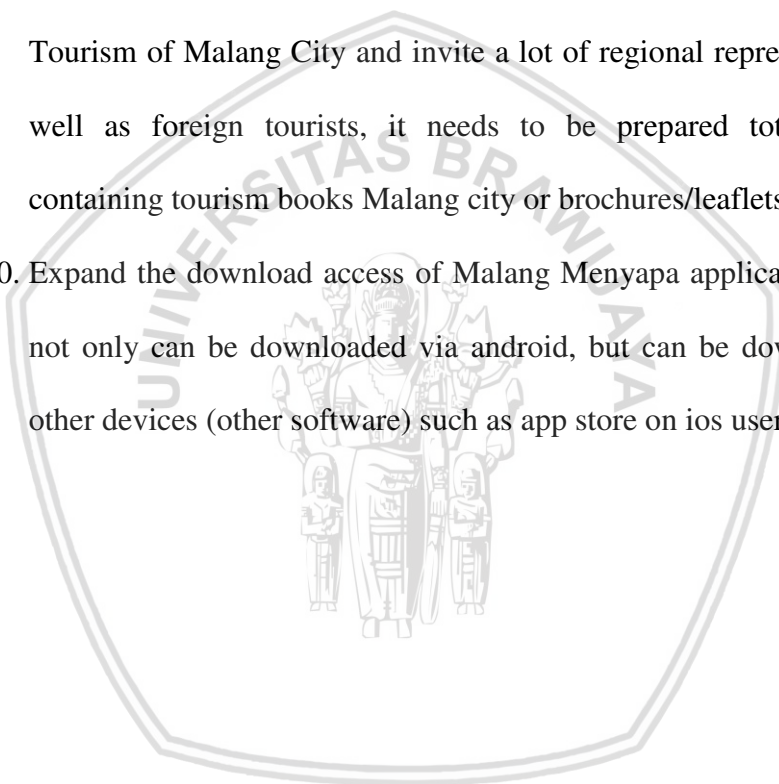 Tourism of Malang City and invite a lot of regional repre
well as foreign tourists, it needs to be prepared tot
containing tourism books Malang city or brochures/leaflets
0. Expand the download access of Malang Menyapa applica
not only can be downloaded via android, but can be dov
other devices (other software) such as app store on ios user
UNIVERSITAS BRAWIJAYA